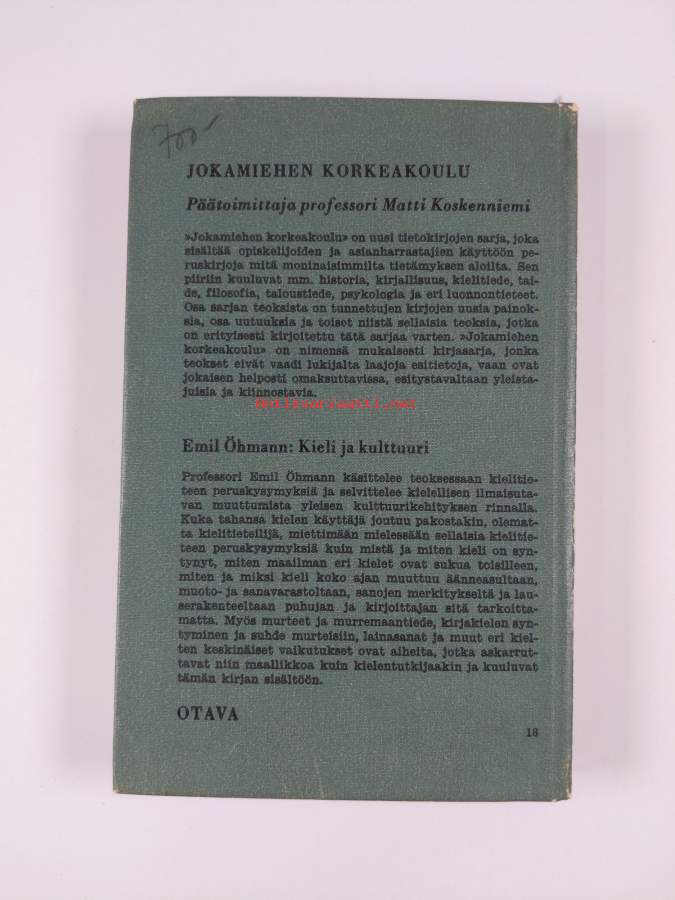 700-
JOKAMIEHEN KORKEAKOULU
Päätoimittaja professori Matti Koskenniemi
»Jokamiehen korkeakoulu» on uusi tietokirjojen sarja, joka
sisältää opiskelijoiden ja asianharrastajien käyttöön pe-
ruskirjoja mitä moninaisimmilta tietämyksen aloilta. Sen
piiriin kuuluvat mm. historia, kirjallisuus, kielitiede, tai-
de, filosofia, taloustiede, psykologia ja eri luonnontieteet.
Osa sarjan teoksista on tunnettujen kirjojen uusia painok-
sia, osa uutuuksia ja toiset niistä sellaisia teoksia, jotka
on erityisesti kirjoitettu tätä sarjaa varten. »Jokamiehen
korkeakoulu» on nimensä mukaisesti kirjasarja, jonka
teokset eivät vaadi lukijalta laajoja esitietoja, vaan ovat
jokaisen helposti omaksuttavissa, esitystavaltaan yleista-
juisia ja kiinnostavia.
Emil Öhmann: Kieli ja kulttuuri
Professori Emil Öhmann käsittelee teoksessaan kielitie-
teen peruskysymyksiä ja selvittelee kielellisen ilmaisuta-
van muuttumista yleisen kulttuurikehityksen rinnalla.
Kuka tahansa kielen käyttäjä joutuu pakostakin, olemat-
ta kielitieteilijä, miettimään mielessään sellaisia kielitie-
teen peruskysymyksiä kuin mistä ja miten kieli on syn-
tynyt, miten maailman eri kielet ovat sukua toisilleen,
miten ja miksi kieli koko ajan muuttuu äänneasultaan,
muoto- ja sanavarastoltaan, sanojen merkitykseltä ja lau-
serakenteeltaan puhujan ja kirjoittajan sitä tarkoitta-
matta. Myös murteet ja murremaantiede, kirjakielen syn-
tyminen ja suhde murteisiin, lainasanat ja muut eri kiel-
ten keskinäiset vaikutukset ovat aiheita, jotka askarrut-
tavat niin maallikkoa kuin kielentutkijaakin ja kuuluvat
tämän kirjan sisältöön.
OTAVA
18